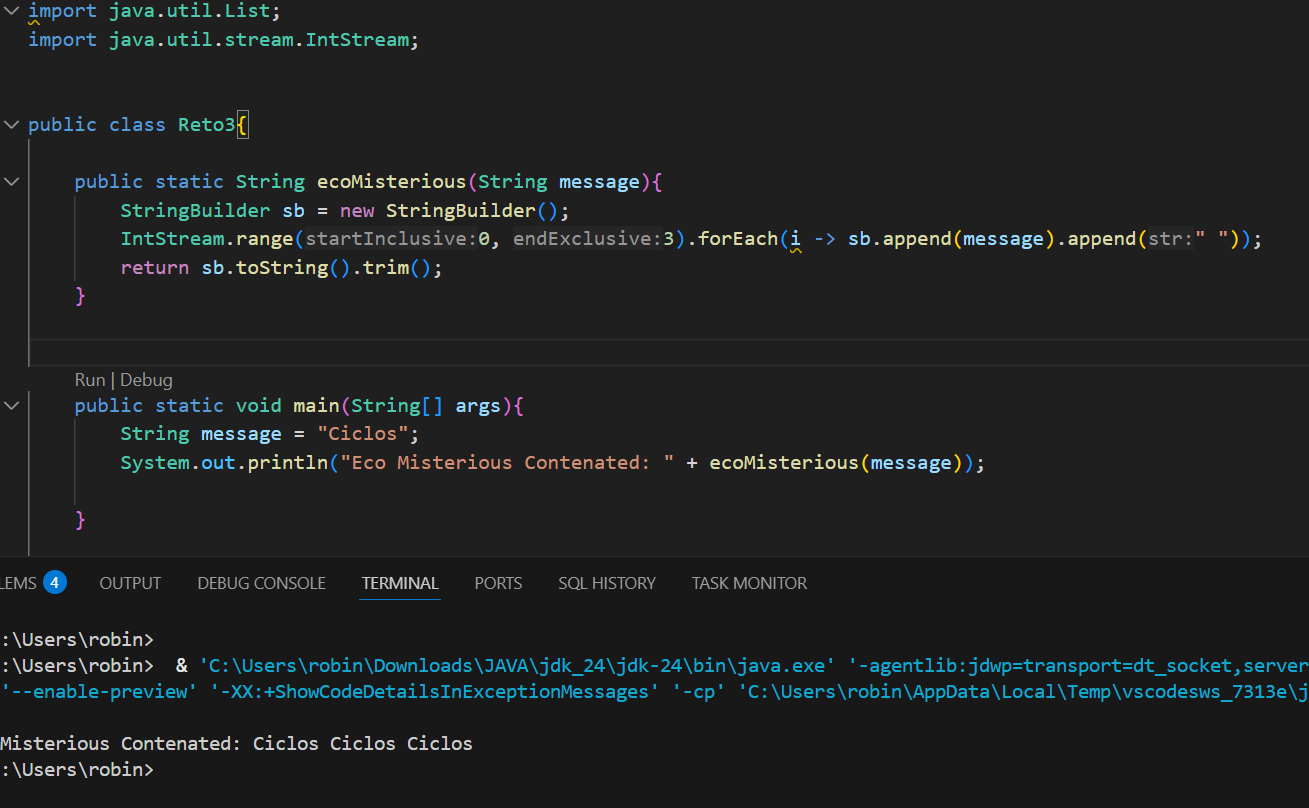 import java.util.List;
import java.util.stream.IntStream;
public class Reto3{
public static String ecoMisterious(String message){
StringBuilder sb = new StringBuilder();
IntStream.range(startInclusive:0, endExclusive:3).forEach(i -> sb.append(message).append(str:" "));
return sb.toString().trim();
}
Run | Debug
public static void main(String[] args){
String message = "Ciclos";
System.out.println("Eco Misterious Contenated: " + ecoMisterious(message));
}
LEMS 4 OUTPUT DEBUG CONSOLE TERMINAL PORTS SQL HISTORY TASK MONITOR
:\Users\robin>
:\Users\robin> & 'C:\Users\robin\Downloads\JAVA\jdk_24\jdk-24\bin\java.exe' '-agentlib:jdwp=transport=dt_socket,server
'--enable-preview' '-XX:+ShowCodeDetailsInExceptionMessages' '-cp' 'C:\Users\robin\AppData\Local\Temp\vscodesws_7313e\j
Misterious Contenated: Ciclos Ciclos Ciclos
:\Users\robin>